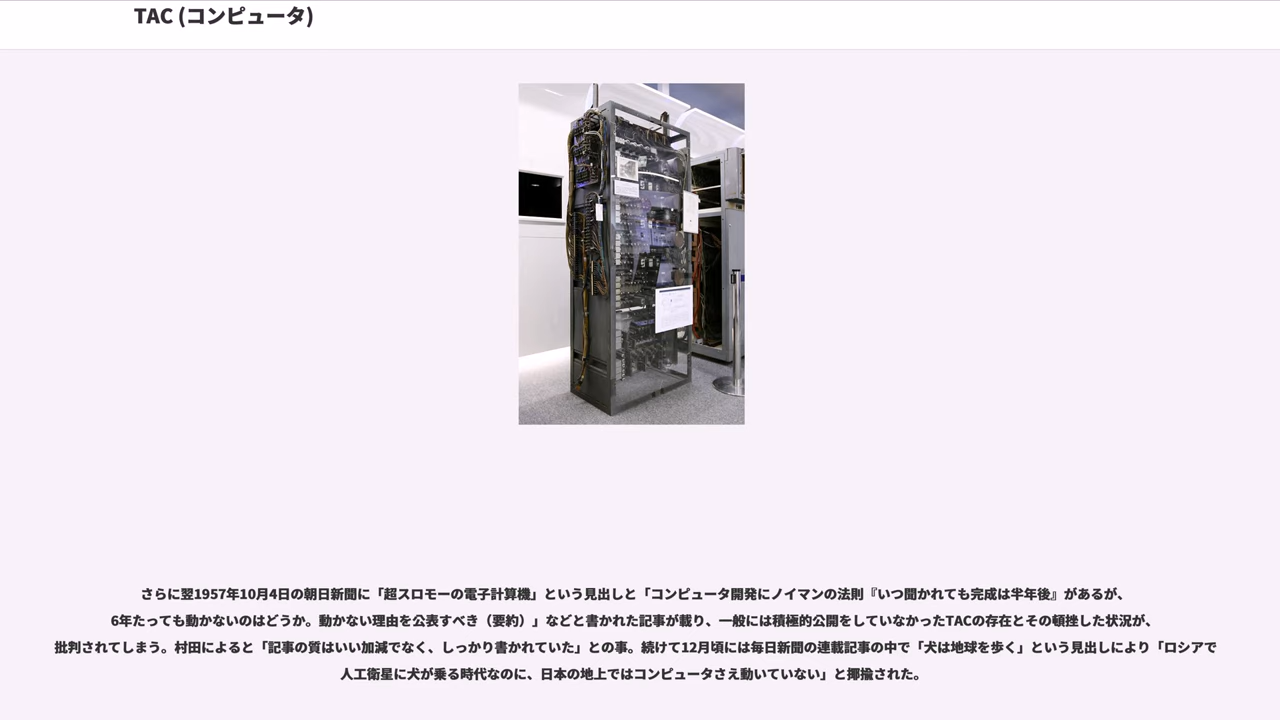 TAC (コンピュータ)
さらに翌1957年10月4日の朝日新聞に「超スロモーの電子計算機」という見出しと「コンピュータ開発にノイマンの法則『いつ聞かれても完成は半年後』があるが、
6年たっても動かないのはどうか。動かない理由を公表すべき（要約）」などと書かれた記事が載り、一般には積極的公開をしていなかったTACの存在とその頓挫した状況が、
批判されてしまう。村田によると「記事の質はいい加減でなく、しっかり書かれていた」との事。続けて12月頃には毎日新聞の連載記事の中で「犬は地球を歩く」という見出しにより「ロシアで
人工衛星に犬が乗る時代なのに、日本の地上ではコンピュータさえ動いていない」と揶揄された。